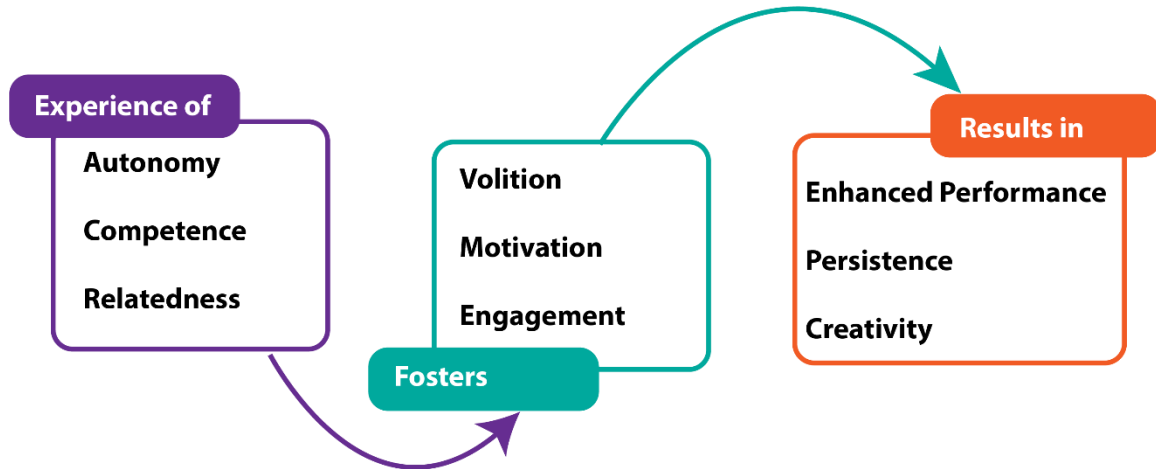 Experience of
Autonomy
Competence
Relatedness
Volition
Motivation
Engagement
Fosters
Results in
Enhanced Performance
Persistence
Creativity